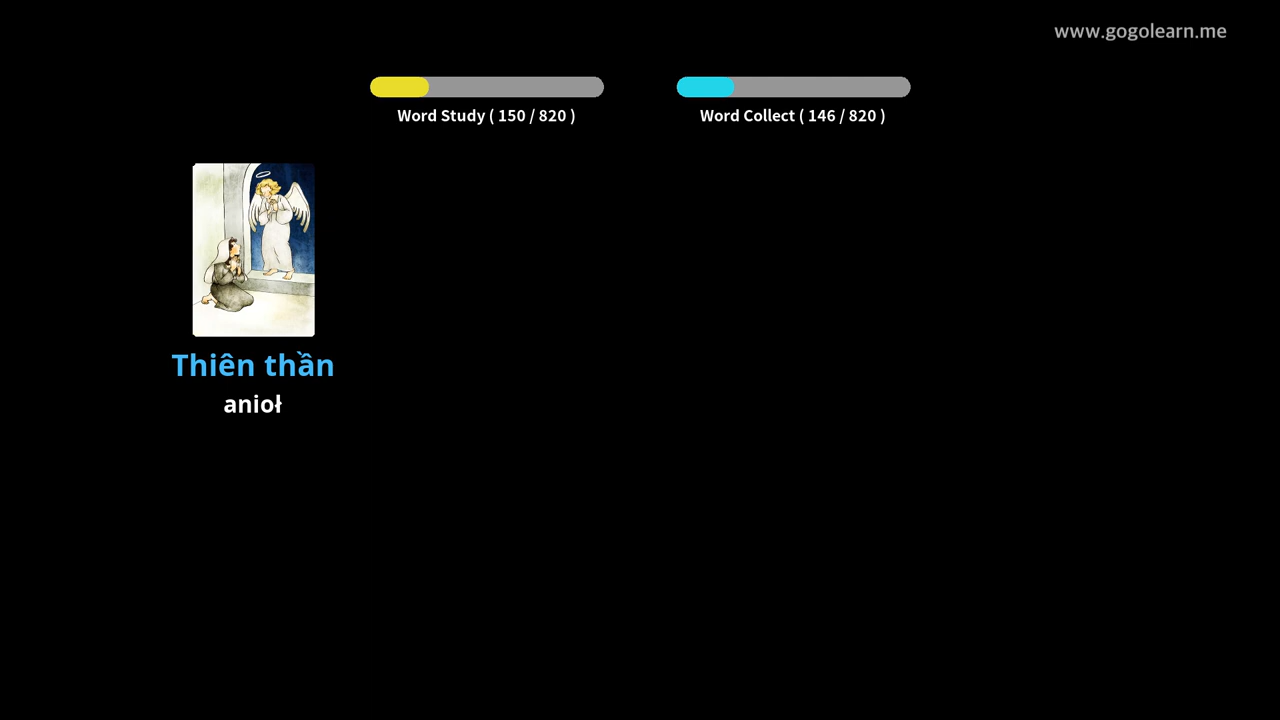 www.gogolearn.me
Word Study ( 150 / 820 )
Word Collect ( 146 / 820 )
Thiên thần
anioł